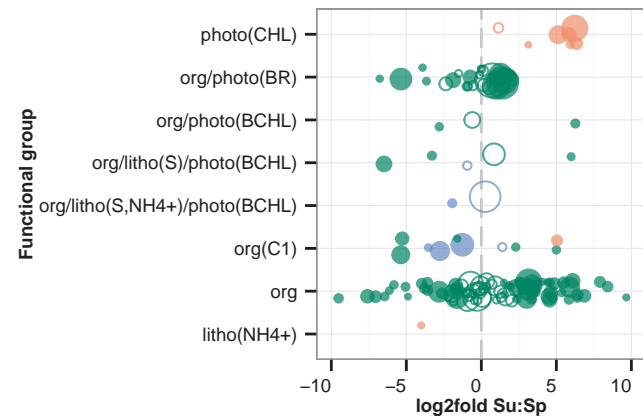 Functional group
photo(CHL)
org/photo(BR)
org/photo(BCHL)
org/litho(S)/photo(BCHL)
org/litho(S,NH4+)/photo(BCHL)
org(C1)
org
litho(NH4+)
−10 −5 0 5 10
log2fold Su:Sp